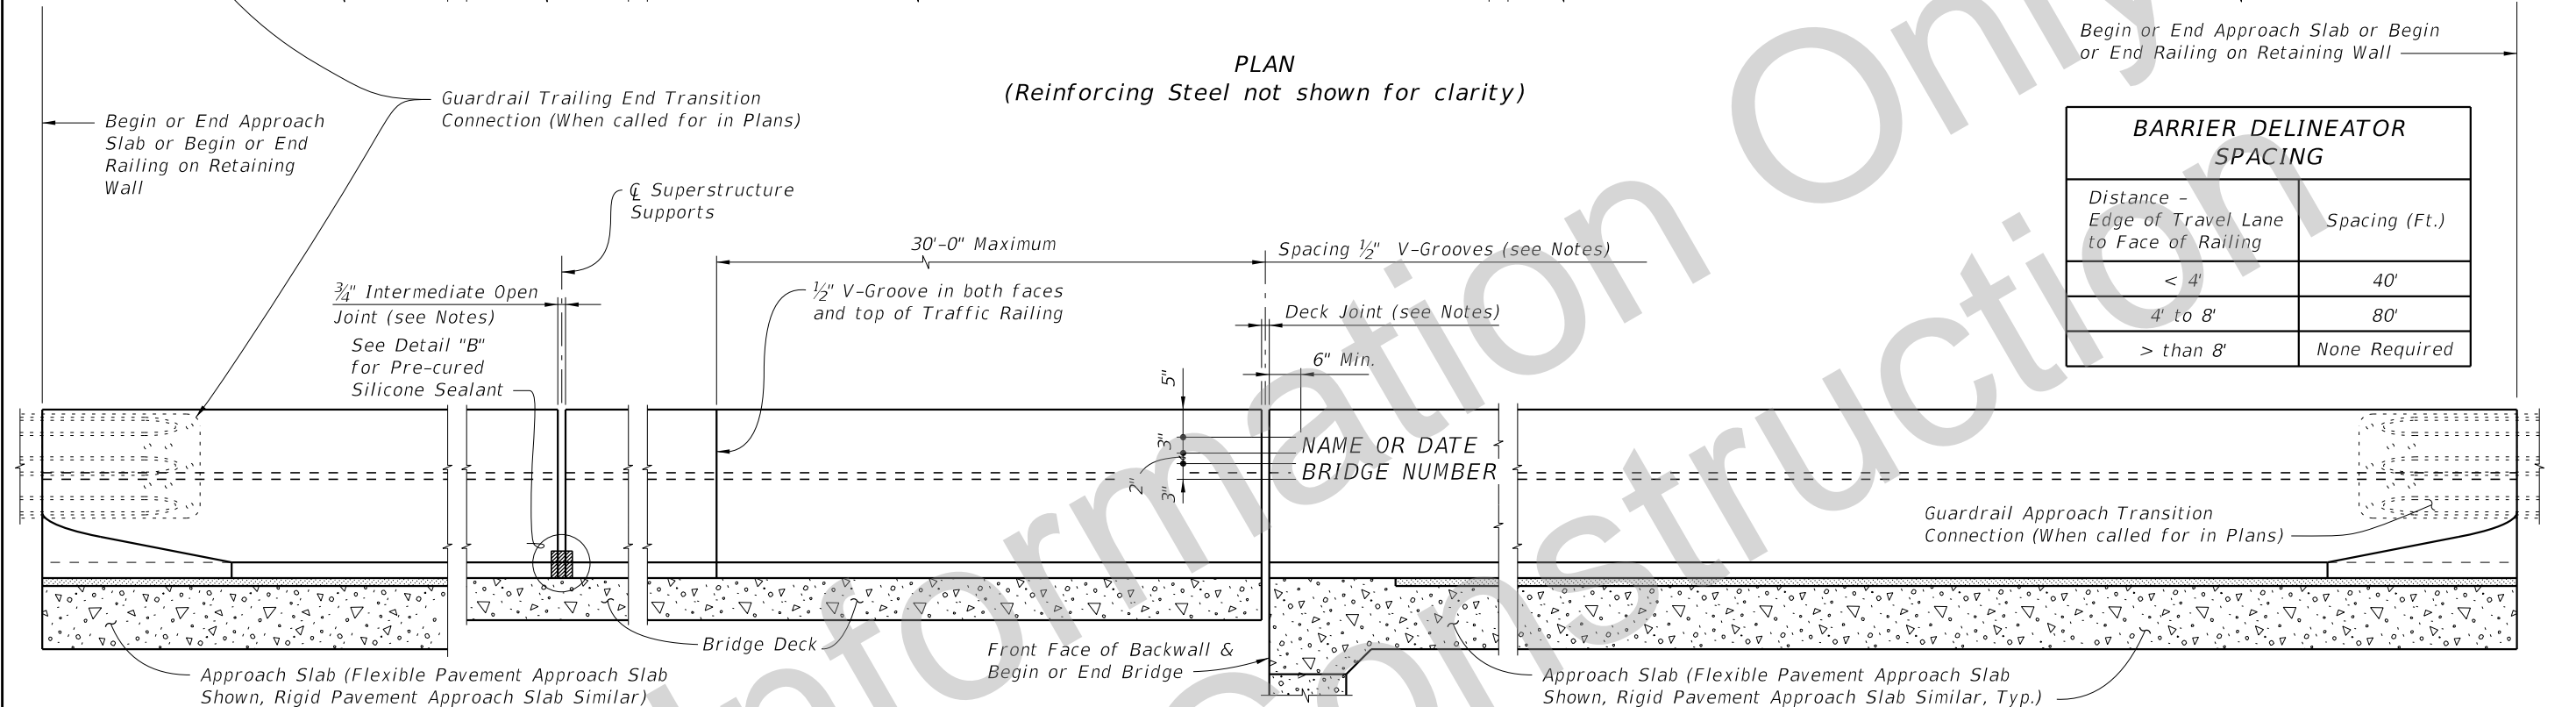 PLAN
(Reinforcing Steel not shown for clarity)
Begin or End Approach Slab or Begin
or End Railing on Retaining Wall
Guardrail Trailing End Transition
Connection (When called for in Plans)
Begin or End Approach
Slab or Begin or End
Railing on Retaining
Wall
BARRIER DELINEATOR
SPACING
Distance -
Edge of Travel Lane
to Face of Railing
Spacing (Ft.)
< 4' 40'
4' to 8' 80'
> than 8' None Required
℄ Superstructure
Supports
30'-0" Maximum
Spacing ½" V-Grooves (see Notes)
¾" Intermediate Open
Joint (see Notes)
½" V-Groove in both faces
and top of Traffic Railing
Deck Joint (see Notes)
See Detail "B"
for Pre-cured
Silicone Sealant
6" Min.
5"
3"
2"
3"
NAME OR DATE
BRIDGE NUMBER
Guardrail Approach Transition
Connection (When called for in Plans)
Bridge Deck
Front Face of Backwall &
Begin or End Bridge
Approach Slab (Flexible Pavement Approach Slab
Shown, Rigid Pavement Approach Slab Similar)
Approach Slab (Flexible Pavement Approach Slab
Shown, Rigid Pavement Approach Slab Similar, Typ.)
Information Only
Construction